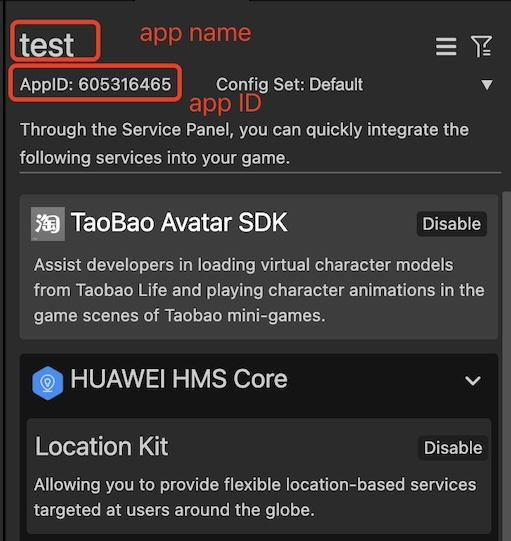 test
app name
AppID: 605316465
Config Set: Default
app ID
Through the Service Panel, you can quickly integrate the
following services into your game.
淘 TaoBao Avatar SDK
Disable
Assist developers in loading virtual character models
from Taobao Life and playing character animations in the
game scenes of Taobao mini-games.
HUAWEI HMS Core
Location Kit
Disable
Allowing you to provide flexible location-based services
targeted at users around the globe.